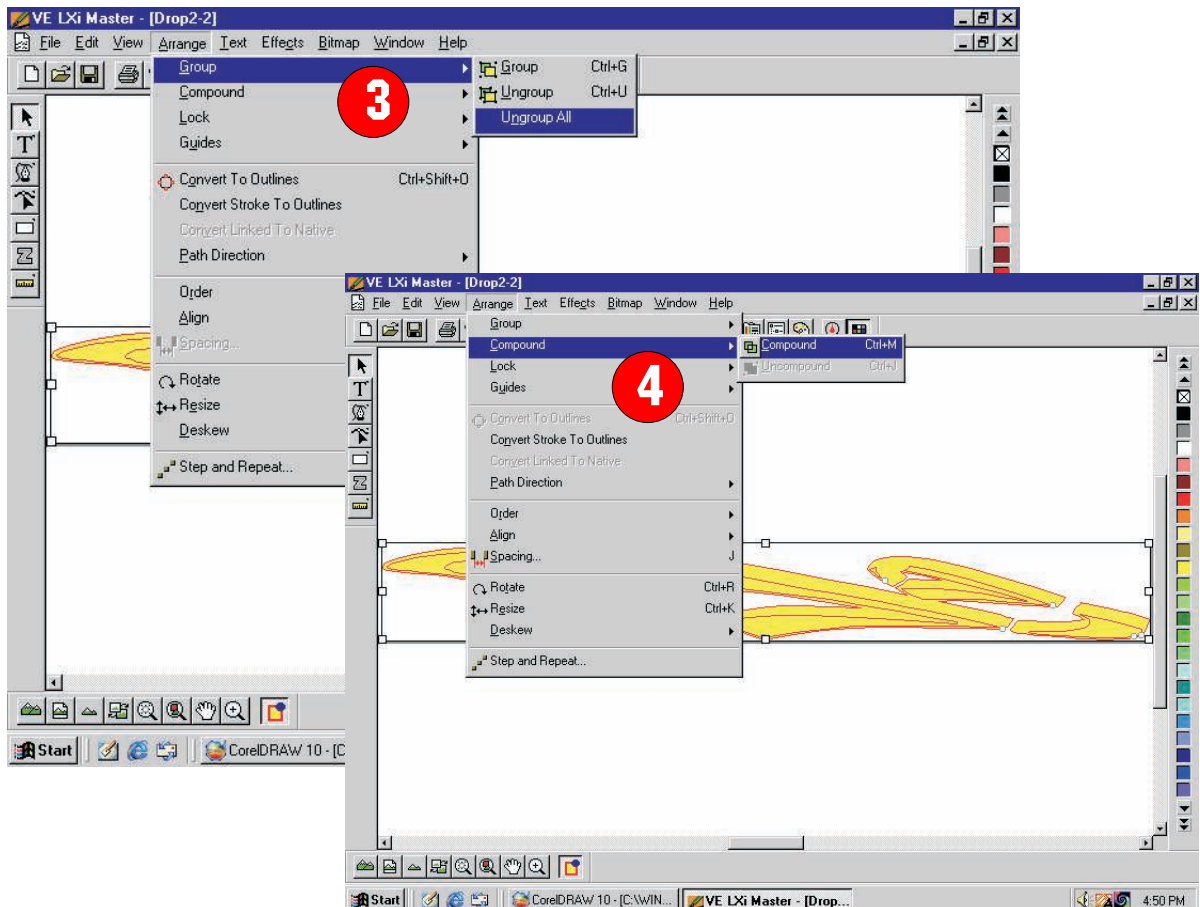 VE LXi Master - [Drop2-2]
File Edit View Arrange Text Effects Bitmap Window Help
Group
Compound
Lock
Guides
Convert To Outlines Ctrl+Shift+O
Convert Stroke To Outlines
Convert Linked To Native
Path Direction
Order
Align
Spacing...
Rotate
Resize
Deskew
Step and Repeat...
Group Ctrl+G
Ungroup Ctrl+U
Ungroup All
3
Start
CorelDRAW 10 - [C
VE LXi Master - [Drop2-2]
File Edit View Arrange Text Effects Bitmap Window Help
Group
Compound
Lock
Guides
Convert To Outlines Ctrl+Shift+O
Convert Stroke To Outlines
Convert Linked To Native
Path Direction
Order
Align
Spacing... J
Rotate Ctrl+R
Resize Ctrl+K
Deskew
Step and Repeat...
Compound Ctrl+M
Uncompound Ctrl+J
4
Start
CorelDRAW 10 - [C:\WIN...
VE LXi Master - [Drop...
4:50 PM